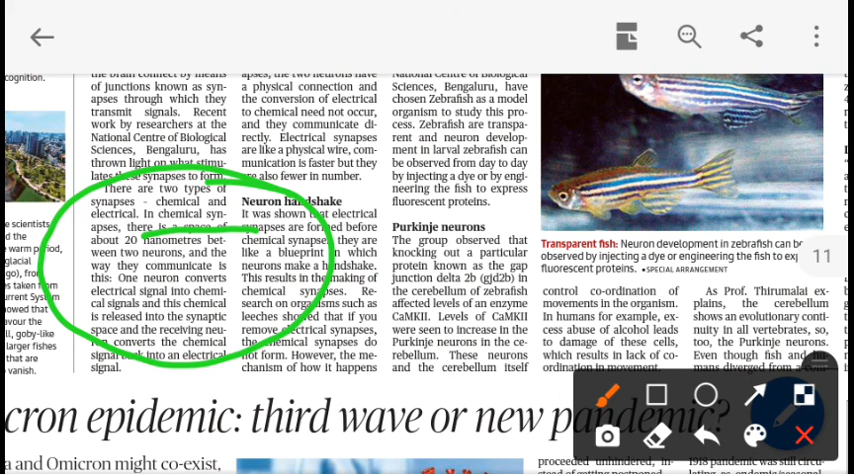 cognition.
e scientists
d the
e warm period,
glacial
go), from
es taken from
urrent System
howed that
avour the
ll, goby-like
larger fishes
that are
vanish.
the brain connect by means
of junctions known as syn-
apses through which they
transmit signals. Recent
work by researchers at the
National Centre of Biological
Sciences, Bengaluru, has
thrown light on what stimu-
lates these synapses to form.
There are two types of
synapses - chemical and
electrical. In chemical syn-
apses, there is a space of
about 20 nanometres bet-
ween two neurons, and the
way they communicate is
this: One neuron converts
electrical signal into chemi-
cal signals and this chemical
is released into the synaptic
space and the receiving neu-
ron converts the chemical
signal back into an electrical
signal.
apses, the two neurons have
a physical connection and
the conversion of electrical
to chemical need not occur,
and they communicate di-
rectly. Electrical synapses
are like a physical wire, com-
munication is faster but they
are also fewer in number.
Neuron handshake
It was shown that electrical
synapses are formed before
chemical synapses, they are
like a blueprint in which
neurons make a handshake.
This results in the making of
chemical synapses. Re-
search on organisms such as
leeches showed that if you
remove electrical synapses,
the chemical synapses do
not form. However, the me-
chanism of how it happens
National Centre of Biological
Sciences, Bengaluru, have
chosen Zebrafish as a model
organism to study this pro-
cess. Zebrafish are transpa-
rent and neuron develop-
ment in larval zebrafish can
be observed from day to day
by injecting a dye or by engi-
neering the fish to express
fluorescent proteins.
Purkinje neurons
The group observed that
knocking out a particular
protein known as the gap
junction delta 2b (gjd2b) in
the cerebellum of zebrafish
affected levels of an enzyme
CaMKII. Levels of CaMKII
were seen to increase in the
Purkinje neurons in the ce-
rebellum. These neurons
and the cerebellum itself
Transparent fish: Neuron development in zebrafish can be
observed by injecting a dye or engineering the fish to
fluorescent proteins. •SPECIAL ARRANGEMENT
11
control co-ordination of
movements in the organism.
In humans for example, ex-
cess abuse of alcohol leads
to damage of these cells,
which results in lack of co-
ordination in movement.
As Prof. Thirumalai ex-
plains, the cerebellum
shows an evolutionary conti-
nuity in all vertebrates, so,
too, the Purkinje neurons.
Even though fish and
diverged from a
cron epidemic: third wave or new pandemic?
a and Omicron might co-exist,
proceeded unhindered, in-
1918 pandemic was still circu-